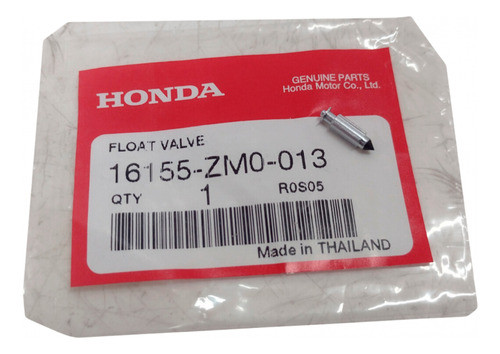 HONDA
GENUINE PARTS
Honda Motor Co., Ltd.
FLOAT VALVE
16155-ZM0-013
QTY 1 R0S05
Made in THAILAND